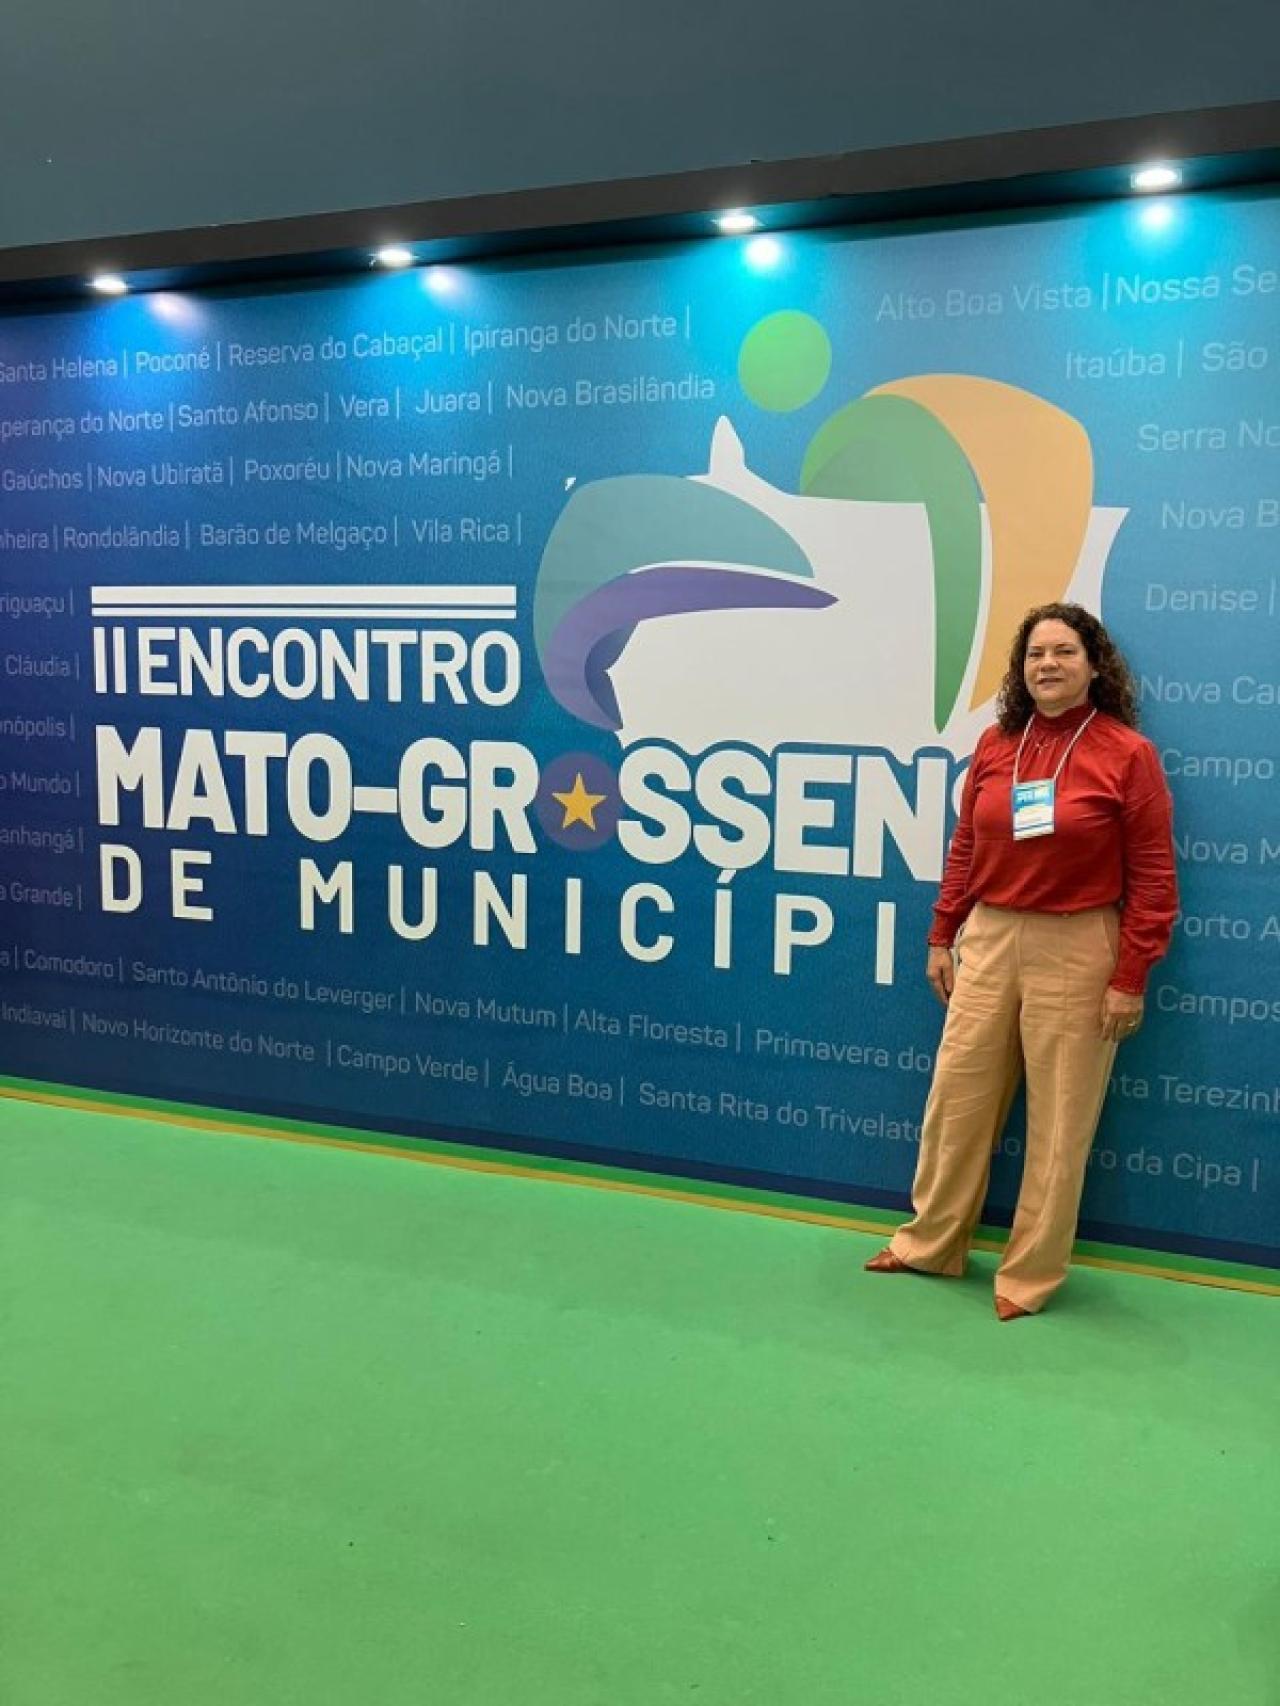 Santa Helena | Poconé | Reserva do Cabaçal | Ipiranga do Norte |
perança do Norte | Santo Afonso | Vera | Juara | Nova Brasilândia
Gaúchos | Nova Ubiratã | Poxoréu | Nova Maringá |
nheira | Rondolândia | Barão de Melgaço | Vila Rica |
riguaçu |
Cláudia |
onópolis |
o Mundo |
anhangá |
a Grande |
II ENCONTRO
MATO-GROSSENS
DE MUNICÍPI
a | Comodoro | Santo Antônio do Leverger | Nova Mutum | Alta Floresta | Primavera do
Indiavaí | Novo Horizonte do Norte | Campo Verde | Água Boa | Santa Rita do Trivelato
Alto Boa Vista | Nossa Se
Itaúba | São
Serra No
Nova B
Denise |
Nova Ca
Campo
Nova M
Porto A
Campos
nta Terezinh
ro da Cipa |